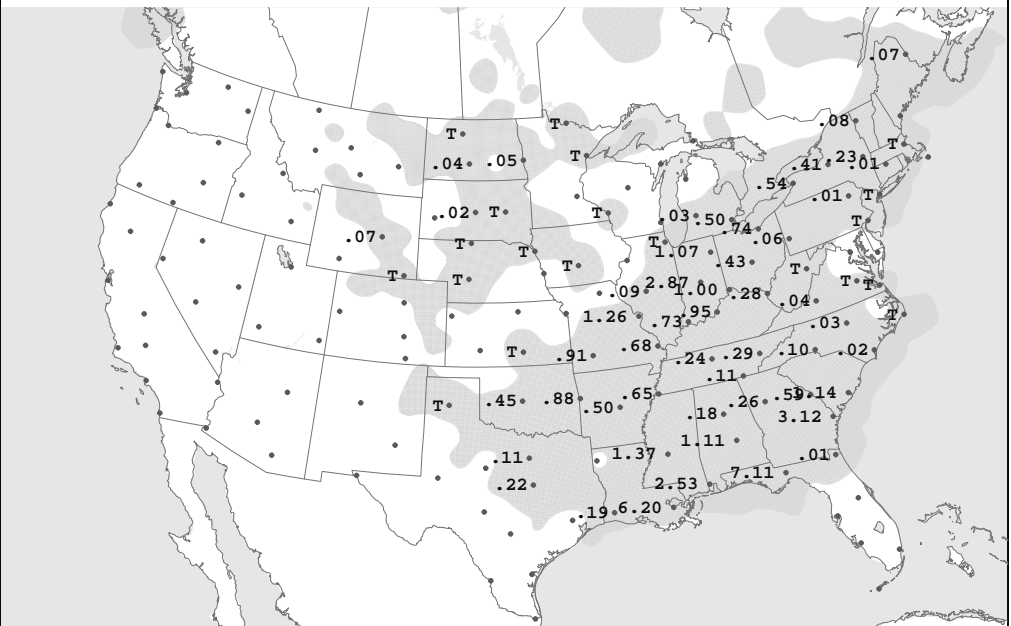 .07
.08
T
T
T
.04 .05
T
.41 .23 .01
.54
.01 T
.02 T
T
.03 .50
T
.74
.07
T
T
T
1.07
.06
T
.43
T
T
T
2.87
T
T
.09
1.00
.28
.04
1.26
.73
.95
T
.03
.68
T
.91
.24
.29
.10
.02
.11
T
.45
.88
.50
.65
.18
.26
.59
3.12
1.11
.11
1.37
.01
.22
2.53
7.11
.19
6.20